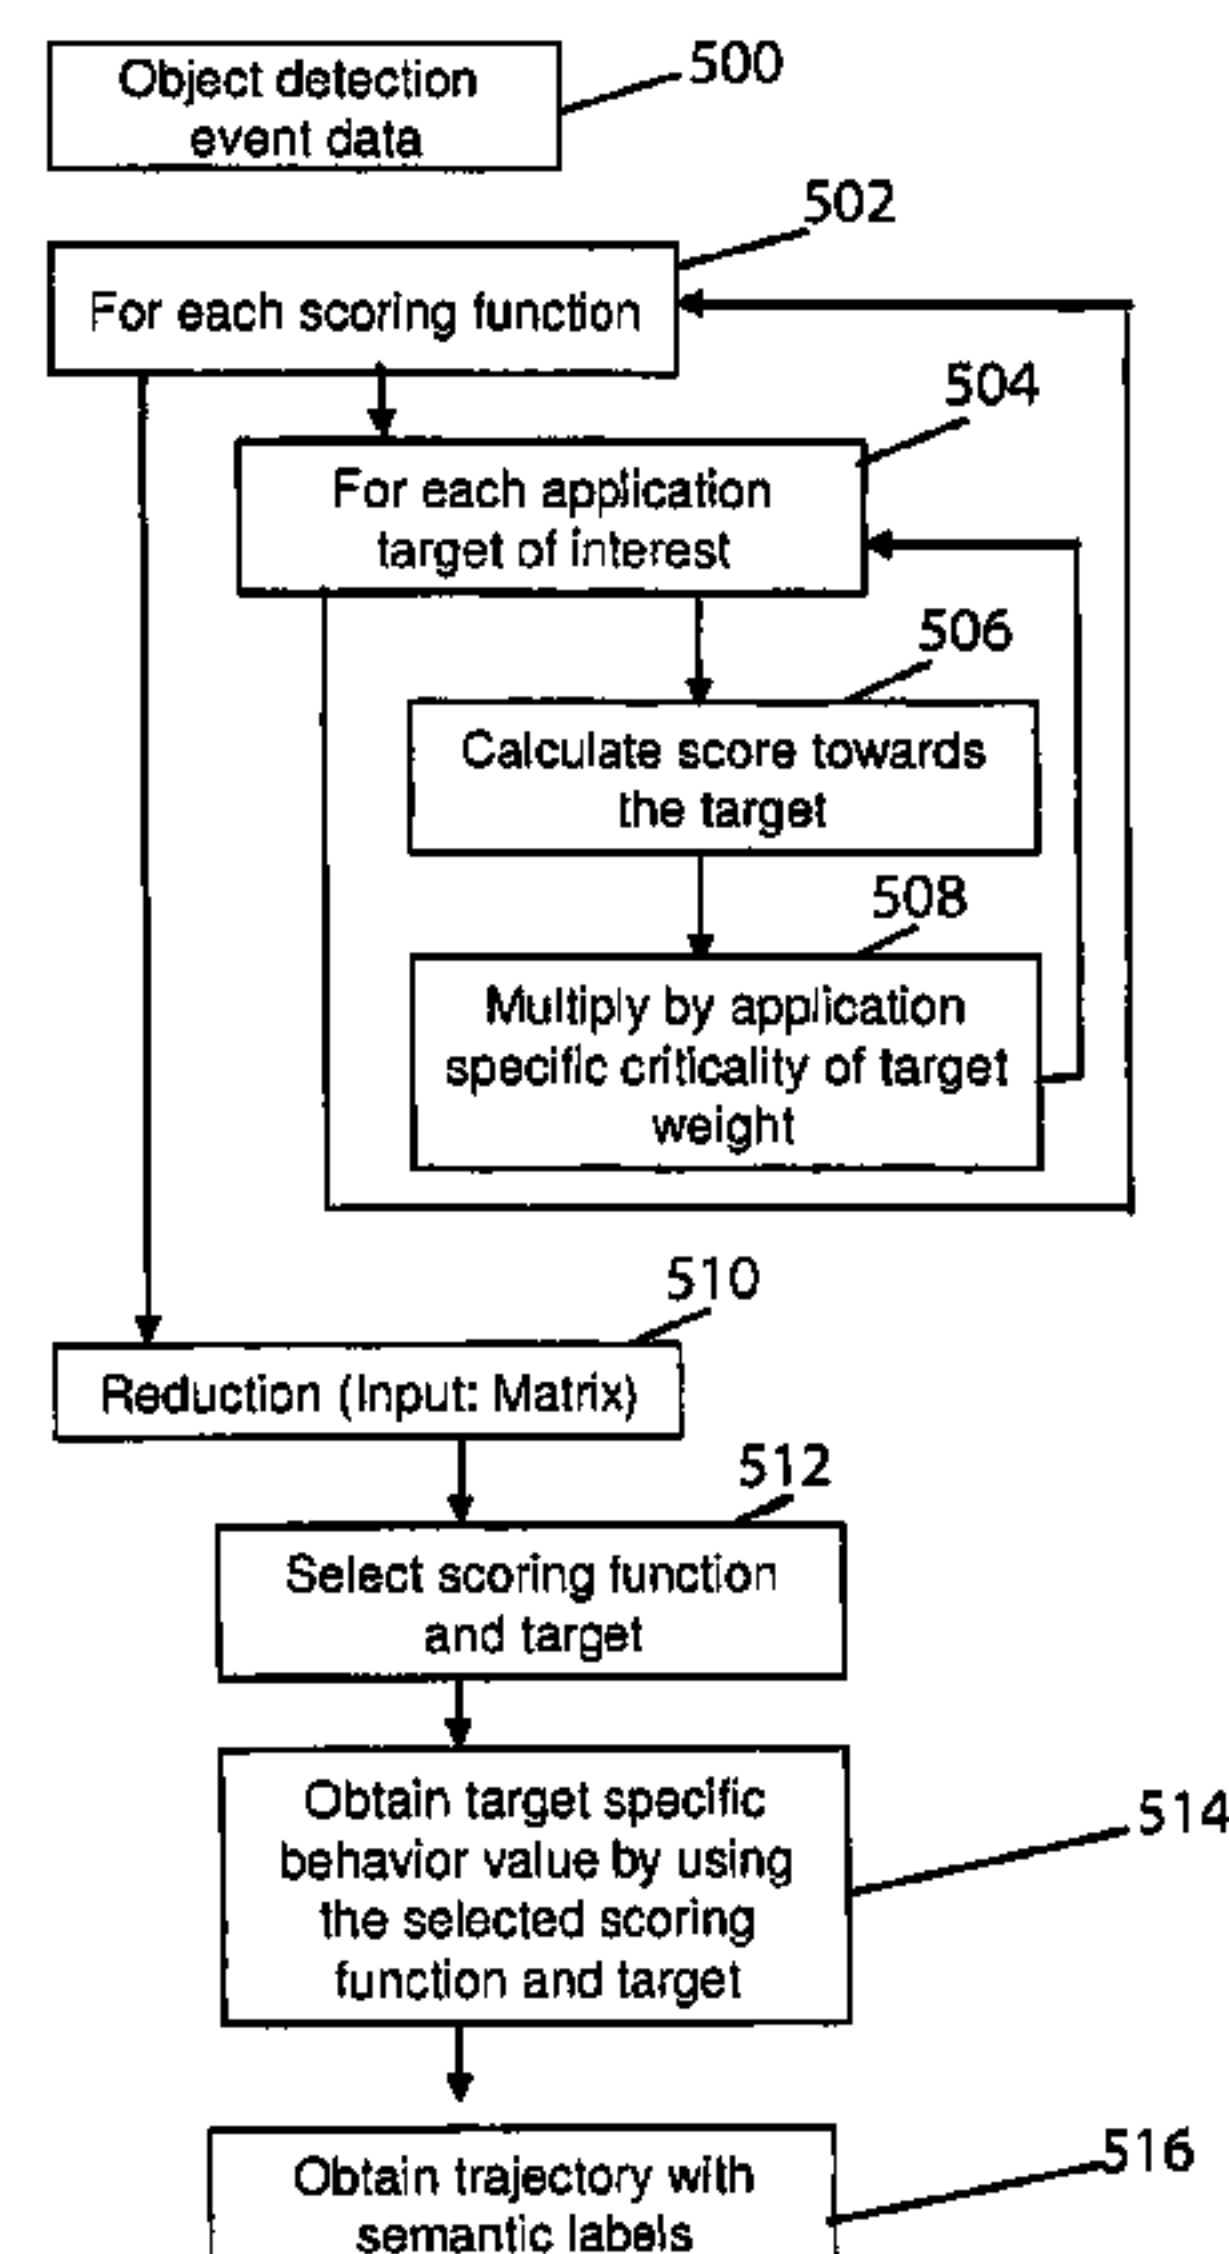 Object detection
event data
500
502
For each scoring function
504
For each application
target of interest
506
Calculate score towards
the target
508
Multiply by application
specific criticality of target
weight
510
Reduction (Input: Matrix)
512
Select scoring function
and target
Obtain target specific
behavior value by using
the selected scoring
function and target
514
Obtain trajectory with
semantic labels
516